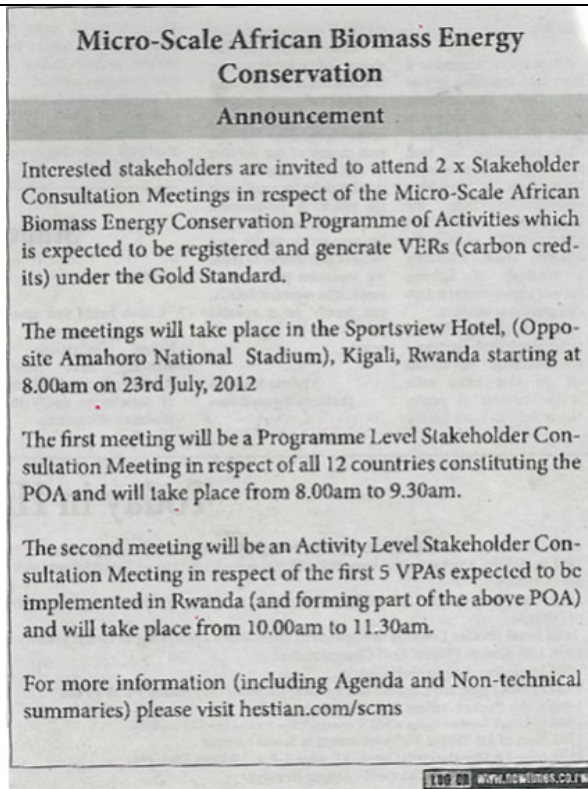 Micro-Scale African Biomass Energy
Conservation
Announcement
Interested stakeholders are invited to attend 2 x Stakeholder
Consultation Meetings in respect of the Micro-Scale African
Biomass Energy Conservation Programme of Activities which
is expected to be registered and generate VERs (carbon cred-
its) under the Gold Standard.
The meetings will take place in the Sportsview Hotel, (Oppo-
site Amahoro National Stadium), Kigali, Rwanda starting at
8.00am on 23rd July, 2012
The first meeting will be a Programme Level Stakeholder Con-
sultation Meeting in respect of all 12 countries constituting the
POA and will take place from 8.00am to 9.30am.
The second meeting will be an Activity Level Stakeholder Con-
sultation Meeting in respect of the first 5 VPAs expected to be
implemented in Rwanda (and forming part of the above POA)
and will take place from 10.00am to 11.30am.
For more information (including Agenda and Non-technical
summaries) please visit hestian.com/scms
LOG ON www.newtimes.co.rw